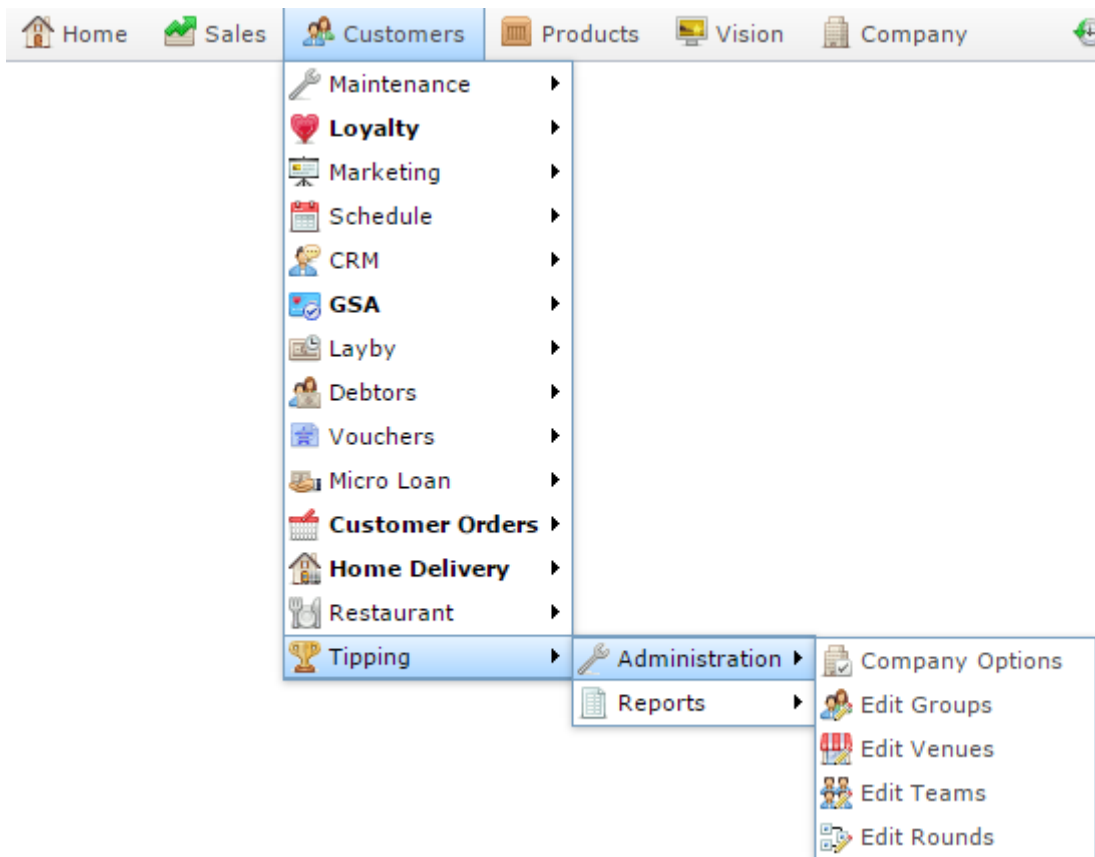 Home Sales Customers Products Vision Company
Maintenance
Loyalty
Marketing
Schedule
CRM
GSA
Layby
Debtors
Vouchers
Micro Loan
Customer Orders
Home Delivery
Restaurant
Tipping
Administration
Reports
Company Options
Edit Groups
Edit Venues
Edit Teams
Edit Rounds